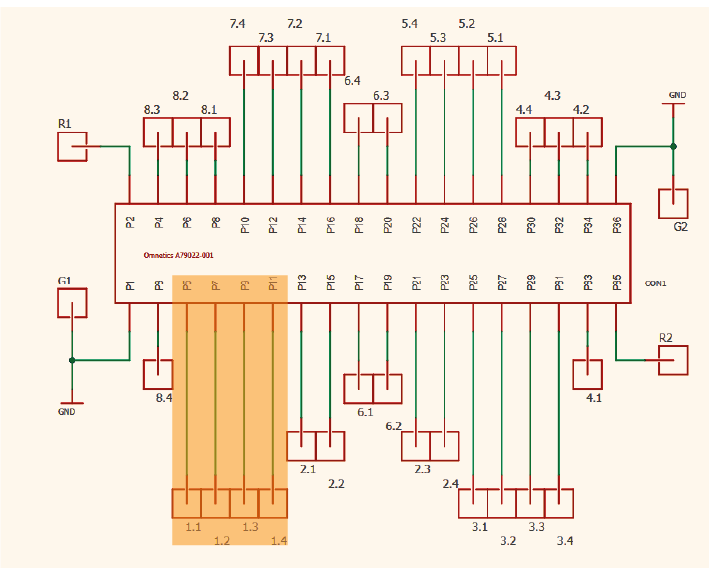 7.4 7.2 5.4 5.2
7.3 7.1 5.3 5.1
6.4
8.2 6.3 4.3 GND
8.3 8.1 4.4 4.2
R1
P2 P4 P6 P8 P10 P12 P14 P16 P18 P20 P22 P24 P26 P28 P30 P32 P34 P36
G2
Omnetics A79022-001
G1 P1 P3 P5 P7 P9 P11 P13 P15 P17 P19 P21 P23 P25 P27 P29 P31 P33 P35 CON1
R2
8.4 4.1
GND 6.1
6.2
2.1 2.3
2.2 2.4
1.1 1.3 3.1 3.3
1.2 1.4 3.2 3.4